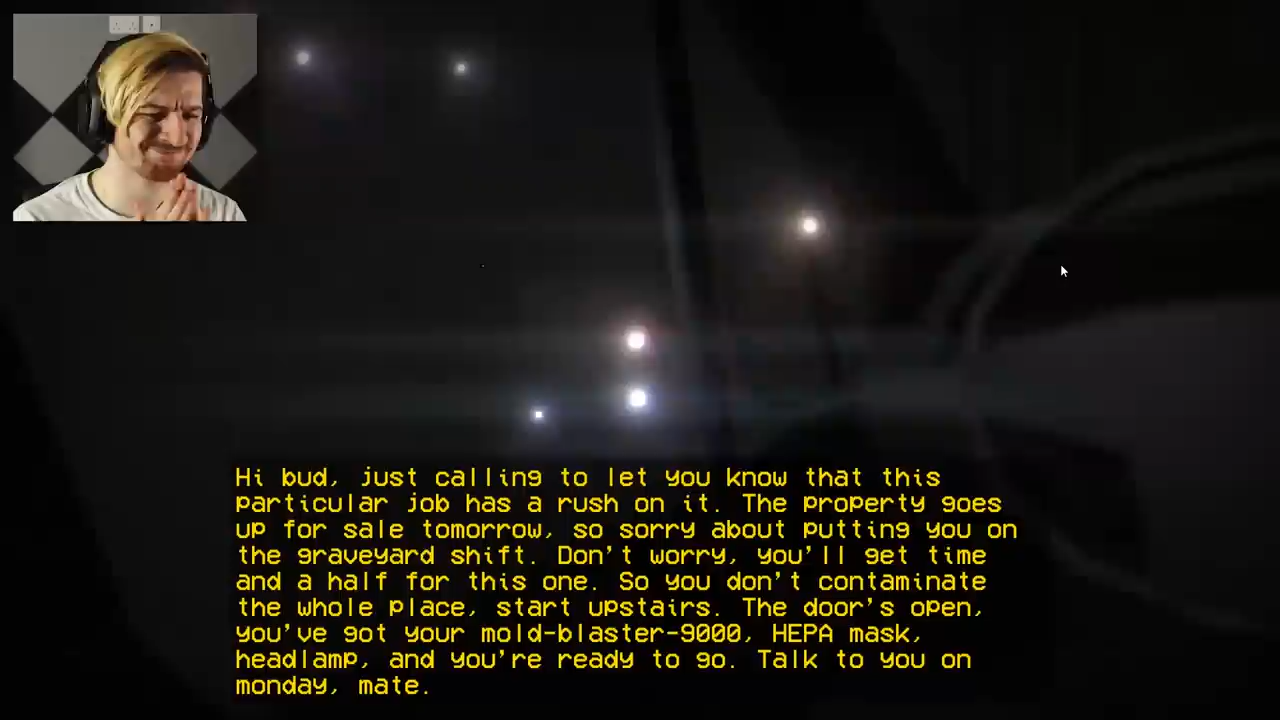 Hi bud, just calling to let you know that this
particular job has a rush on it. The property goes
up for sale tomorrow, so sorry about putting you on
the graveyard shift. Don't worry, you'll get time
and a half for this one. So you don't contaminate
the whole place, start upstairs. The door's open,
you've got your mold-blaster-9000, HEPA mask,
headlamp, and you're ready to go. Talk to you on
monday, mate.